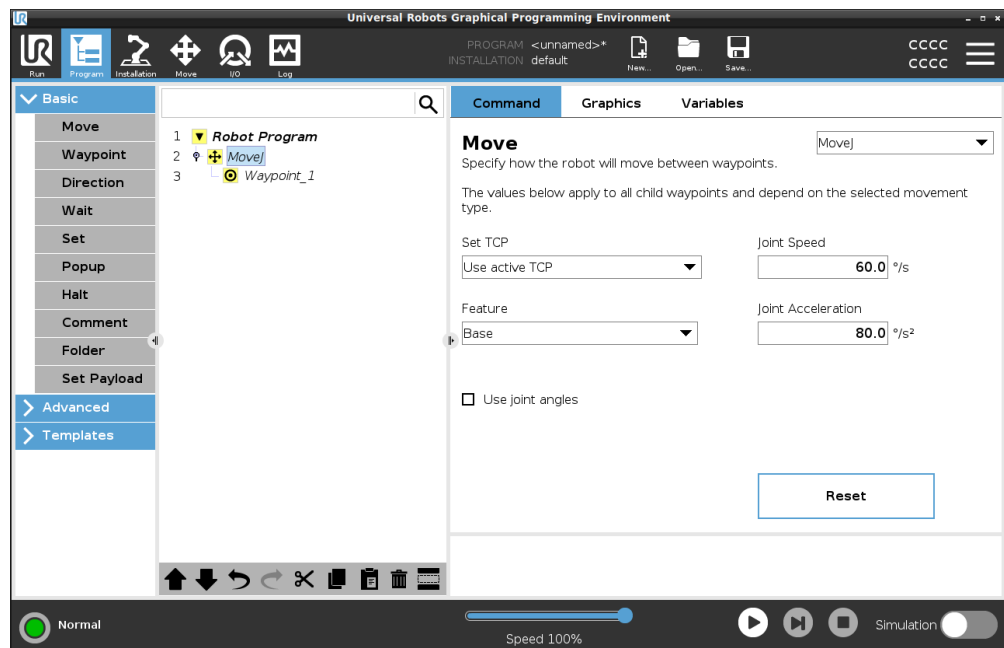 Universal Robots Graphical Programming Environment
UR
Run
Program
Installation
Move
I/O
Log
PROGRAM <unnamed>*
INSTALLATION default
New...
Open...
Save...
CCCC
CCCC
Basic
Move
Waypoint
Direction
Wait
Set
Popup
Halt
Comment
Folder
Set Payload
Advanced
Templates
1 Robot Program
2 MoveJ
3 Waypoint_1
Command Graphics Variables
Move
MoveJ
Specify how the robot will move between waypoints.
The values below apply to all child waypoints and depend on the selected movement
type.
Set TCP
Use active TCP
Joint Speed
60.0 °/s
Feature
Base
Joint Acceleration
80.0 °/s²
Use joint angles
Reset
Normal
Speed 100%
Simulation